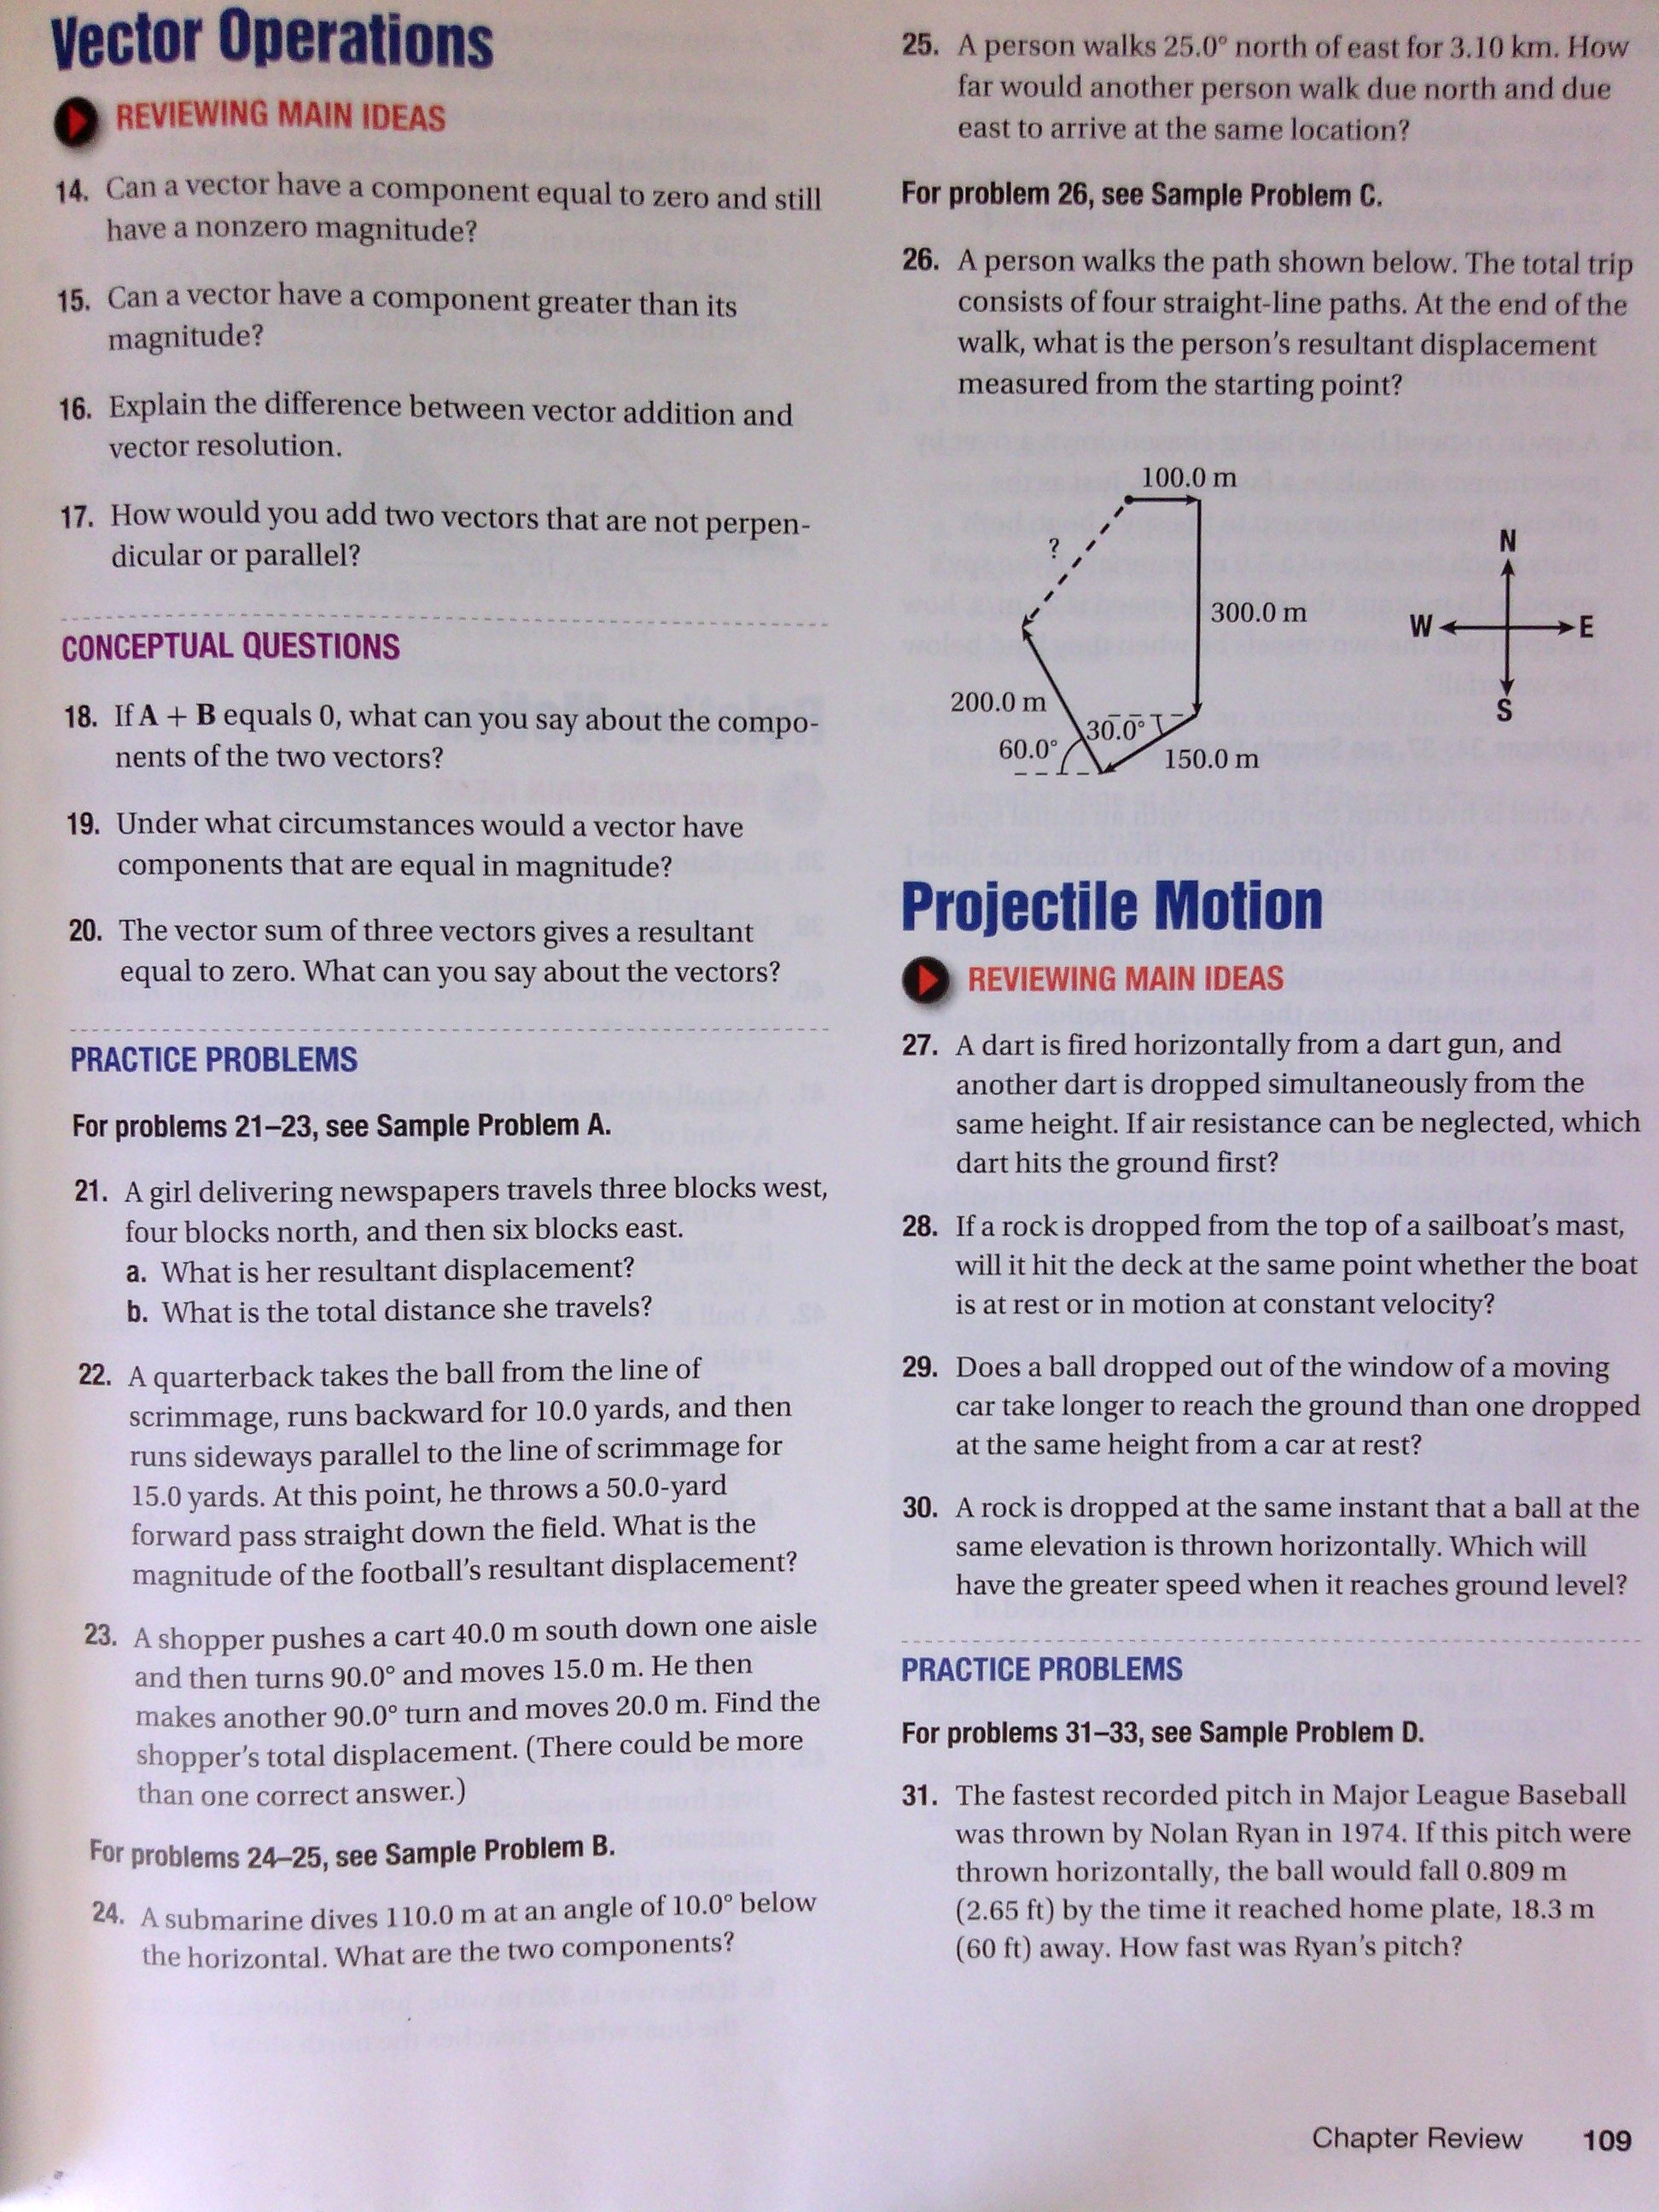 Vector Operations
REVIEWING MAIN IDEAS
14. Can a vector have a component equal to zero and still
have a nonzero magnitude?
15. Can a vector have a component greater than its
magnitude?
16. Explain the difference between vector addition and
vector resolution.
17. How would you add two vectors that are not perpen-
dicular or parallel?
CONCEPTUAL QUESTIONS
18. If A + B equals 0, what can you say about the compo-
nents of the two vectors?
19. Under what circumstances would a vector have
components that are equal in magnitude?
20. The vector sum of three vectors gives a resultant
equal to zero. What can you say about the vectors?
PRACTICE PROBLEMS
For problems 21–23, see Sample Problem A.
21. A girl delivering newspapers travels three blocks west,
four blocks north, and then six blocks east.
a. What is her resultant displacement?
b. What is the total distance she travels?
22. A quarterback takes the ball from the line of
scrimmage, runs backward for 10.0 yards, and then
runs sideways parallel to the line of scrimmage for
15.0 yards. At this point, he throws a 50.0-yard
forward pass straight down the field. What is the
magnitude of the football's resultant displacement?
23. A shopper pushes a cart 40.0 m south down one aisle
and then turns 90.0° and moves 15.0 m. He then
makes another 90.0° turn and moves 20.0 m. Find the
shopper's total displacement. (There could be more
than one correct answer.)
For problems 24–25, see Sample Problem B.
24. A submarine dives 110.0 m at an angle of 10.0° below
the horizontal. What are the two components?
25. A person walks 25.0° north of east for 3.10 km. How
far would another person walk due north and due
east to arrive at the same location?
For problem 26, see Sample Problem C.
26. A person walks the path shown below. The total trip
consists of four straight-line paths. At the end of the
walk, what is the person's resultant displacement
measured from the starting point?
100.0 m
?
N
300.0 m
W E
200.0 m
S
30.0°
60.0°
150.0 m
Projectile Motion
REVIEWING MAIN IDEAS
27. A dart is fired horizontally from a dart gun, and
another dart is dropped simultaneously from the
same height. If air resistance can be neglected, which
dart hits the ground first?
28. If a rock is dropped from the top of a sailboat's mast,
will it hit the deck at the same point whether the boat
is at rest or in motion at constant velocity?
29. Does a ball dropped out of the window of a moving
car take longer to reach the ground than one dropped
at the same height from a car at rest?
30. A rock is dropped at the same instant that a ball at the
same elevation is thrown horizontally. Which will
have the greater speed when it reaches ground level?
PRACTICE PROBLEMS
For problems 31–33, see Sample Problem D.
31. The fastest recorded pitch in Major League Baseball
was thrown by Nolan Ryan in 1974. If this pitch were
thrown horizontally, the ball would fall 0.809 m
(2.65 ft) by the time it reached home plate, 18.3 m
(60 ft) away. How fast was Ryan's pitch?
Chapter Review 109